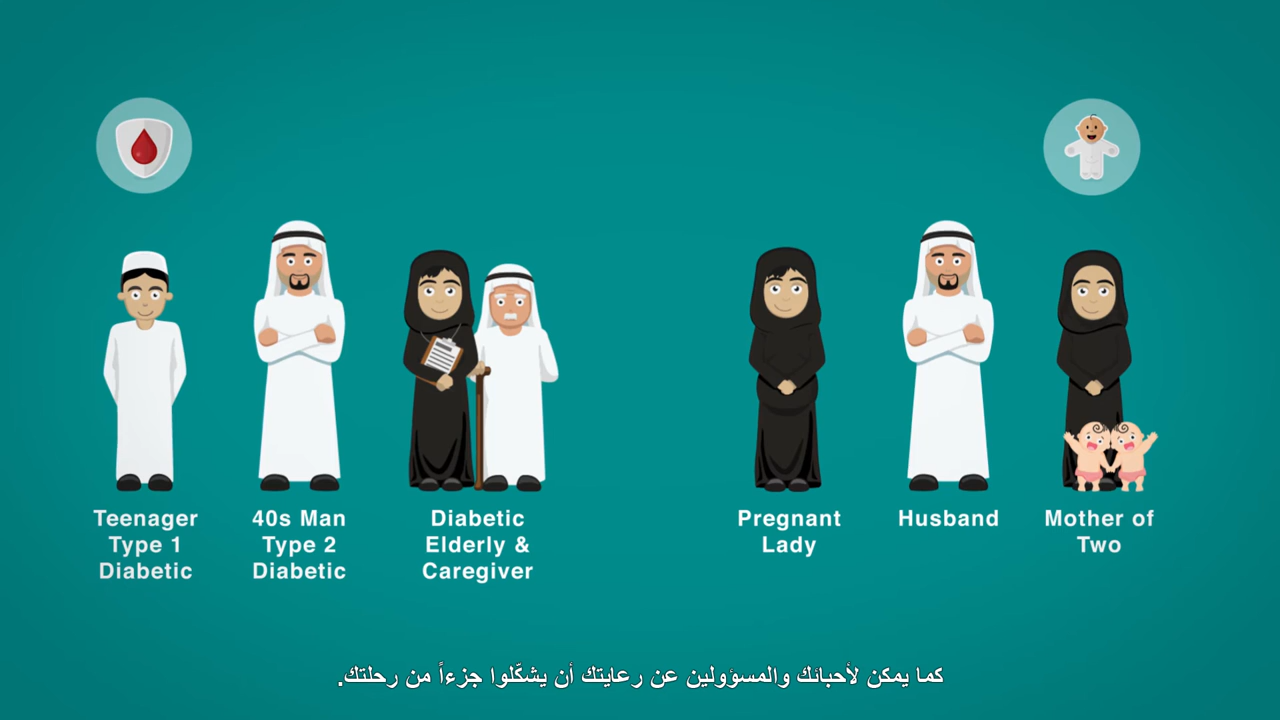 Teenager
Type 1
Diabetic
40s Man
Type 2
Diabetic
Diabetic
Elderly &
Caregiver
Pregnant
Lady
Husband
Mother of
Two
كما يمكن لأحبائك والمسؤولين عن رعايتك أن يشكّلوا جزءاً من رحلتك.